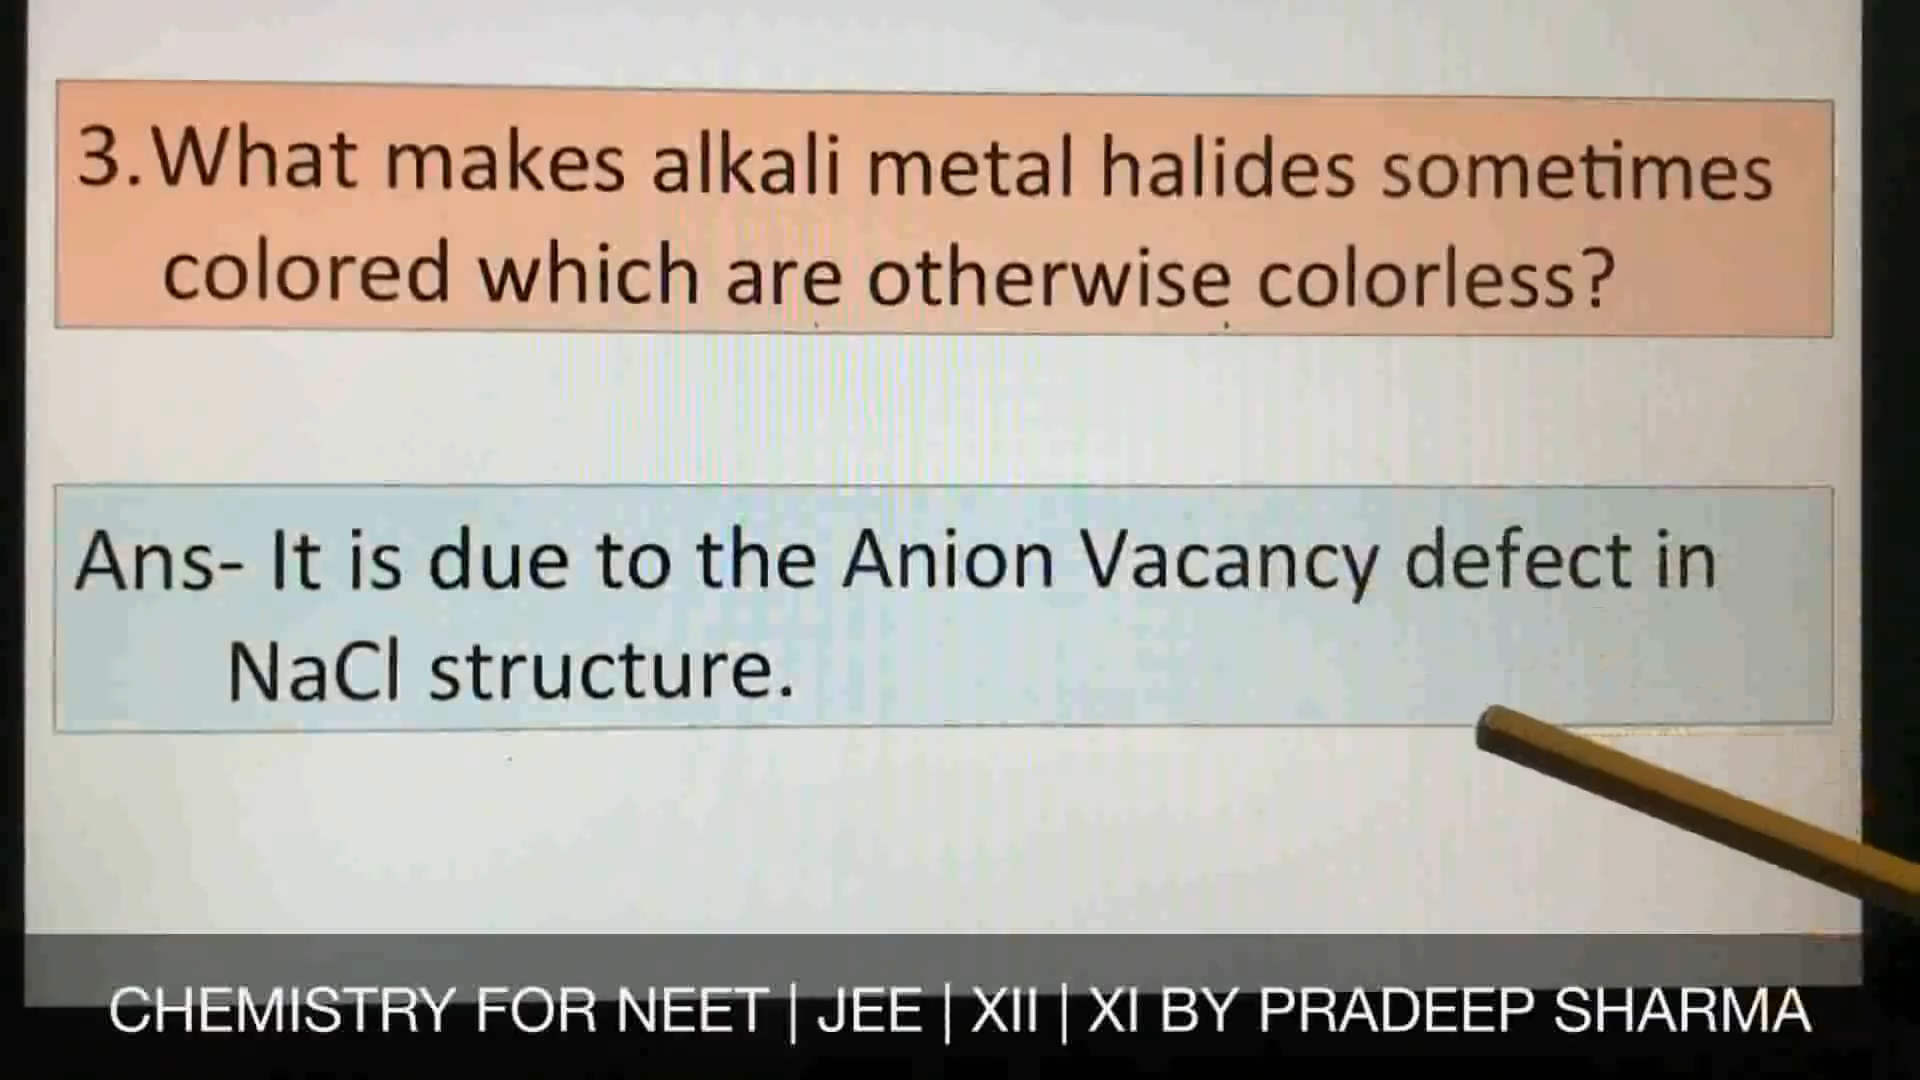 3. What makes alkali metal halides sometimes
colored which are otherwise colorless?
Ans- It is due to the Anion Vacancy defect in
NaCl structure.
CHEMISTRY FOR NEET | JEE | XII | XI BY PRADEEP SHARMA